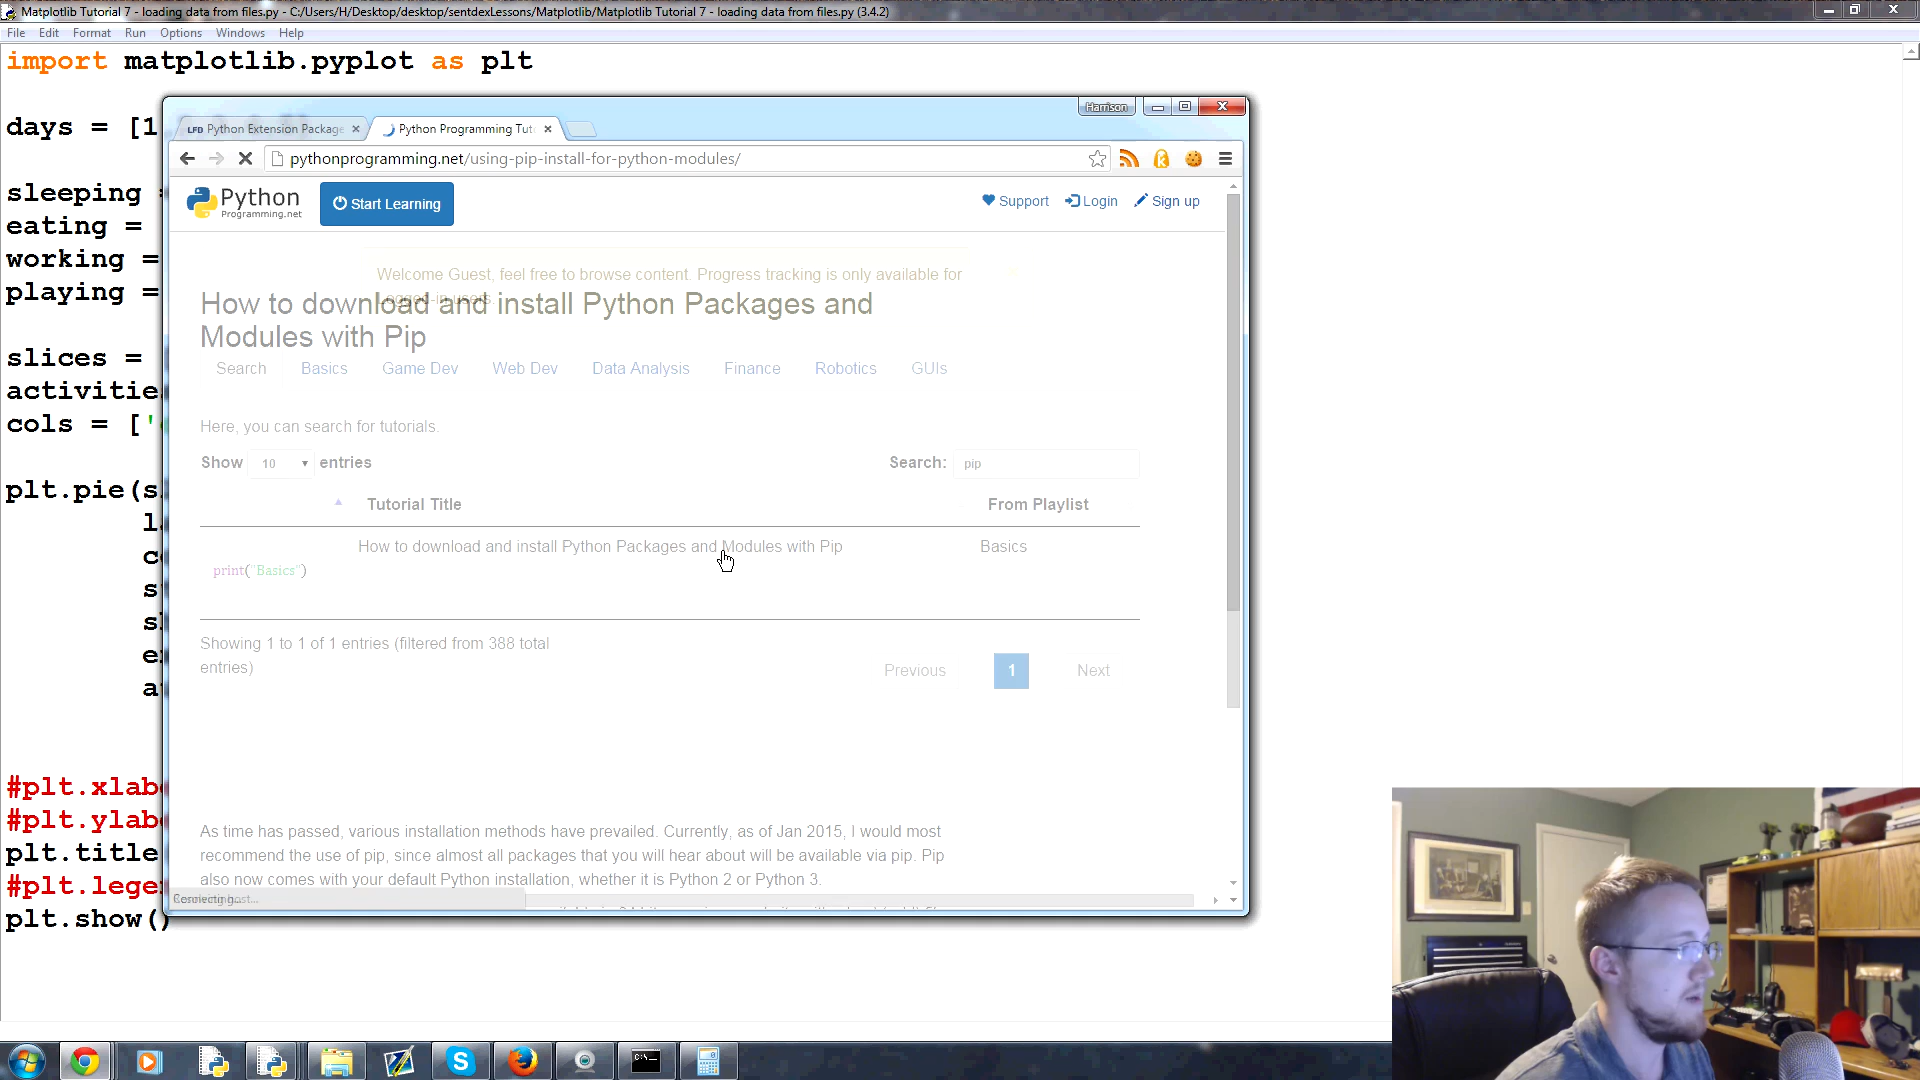 Matplotlib Tutorial 7 - loading data from files.py - C:/Users/H/Desktop/desktop/sentdexLessons/Matplotlib/Matplotlib Tutorial 7 - loading data from files.py (3.4.2)
File Edit Format Run Options Windows Help
import matplotlib.pyplot as plt
days = [1
sleeping =
eating =
working =
playing =
slices =
activities
cols = ['
plt.pie(s
#plt.xlab
#plt.ylab
plt.title
#plt.lege
plt.show()
Harrison
LFD Python Extension Package
Python Programming Tut
pythonprogramming.net/using-pip-install-for-python-modules/
Python
Programming.net
Start Learning
Support Login Sign up
Welcome Guest, feel free to browse content. Progress tracking is only available for
Logged-in users.
How to download and install Python Packages and
Modules with Pip
Search Basics Game Dev Web Dev Data Analysis Finance Robotics GUIs
Here, you can search for tutorials.
Show 10 entries Search: pip
Tutorial Title From Playlist
How to download and install Python Packages and Modules with Pip Basics
print("Basics")
Showing 1 to 1 of 1 entries (filtered from 388 total
entries)
Previous 1 Next
As time has passed, various installation methods have prevailed. Currently, as of Jan 2015, I would most
recommend the use of pip, since almost all packages that you will hear about will be available via pip. Pip
also now comes with your default Python installation, whether it is Python 2 or Python 3.